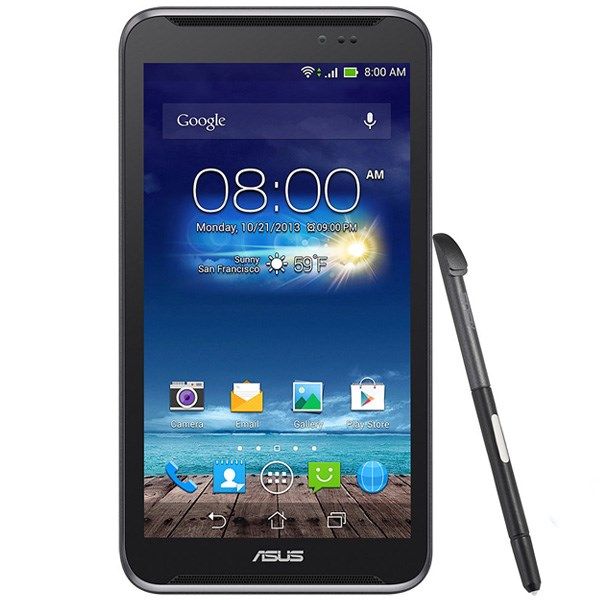 8:00 AM
Google
08:00 AM
Monday, 10/21/2013 09:00 PM
Sunny
San Francisco 59°F
Camera Email Gallery Play Store
ASUS